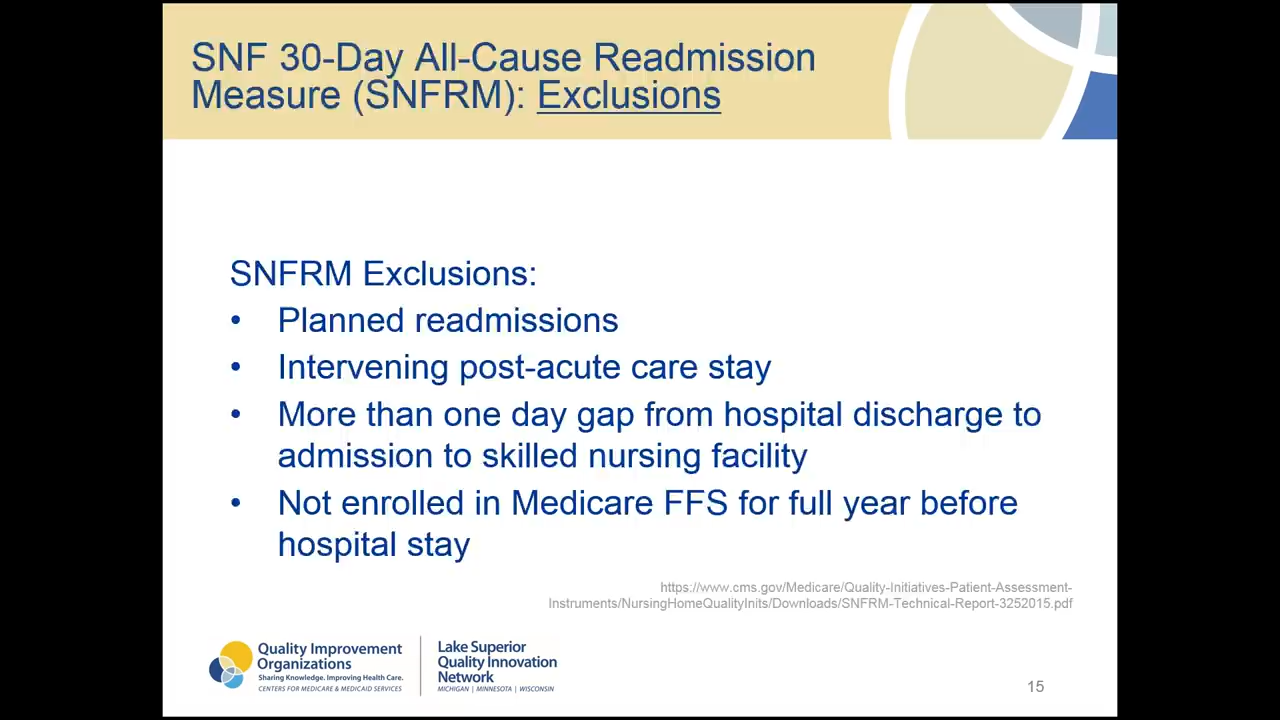 SNF 30-Day All-Cause Readmission
Measure (SNFRM): Exclusions
SNFRM Exclusions:
• Planned readmissions
• Intervening post-acute care stay
• More than one day gap from hospital discharge to
admission to skilled nursing facility
• Not enrolled in Medicare FFS for full year before
hospital stay
https://www.cms.gov/Medicare/Quality-Initiatives-Patient-Assessment-
Instruments/NursingHomeQualityInits/Downloads/SNFRM-Technical-Report-3252015.pdf
Quality Improvement
Organizations
Sharing Knowledge. Improving Health Care.
CENTERS FOR MEDICARE & MEDICAID SERVICES
Lake Superior
Quality Innovation
Network
MICHIGAN | MINNESOTA | WISCONSIN
15